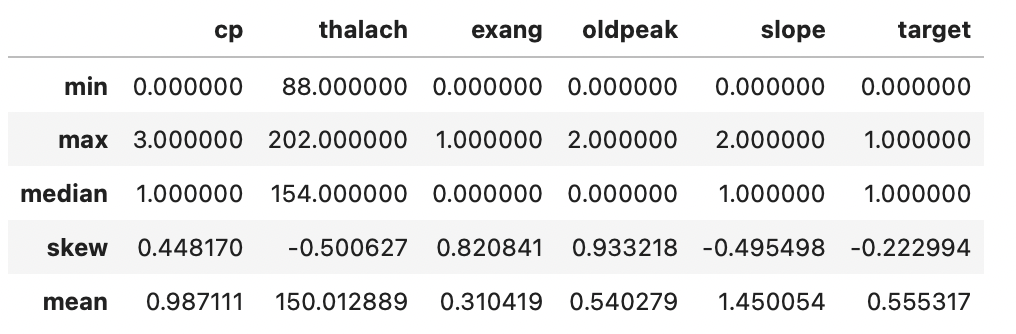 cp thalach exang oldpeak slope target
min 0.000000 88.000000 0.000000 0.000000 0.000000 0.000000
max 3.000000 202.000000 1.000000 2.000000 2.000000 1.000000
median 1.000000 154.000000 0.000000 0.000000 1.000000 1.000000
skew 0.448170 -0.500627 0.820841 0.933218 -0.495498 -0.222994
mean 0.987111 150.012889 0.310419 0.540279 1.450054 0.555317